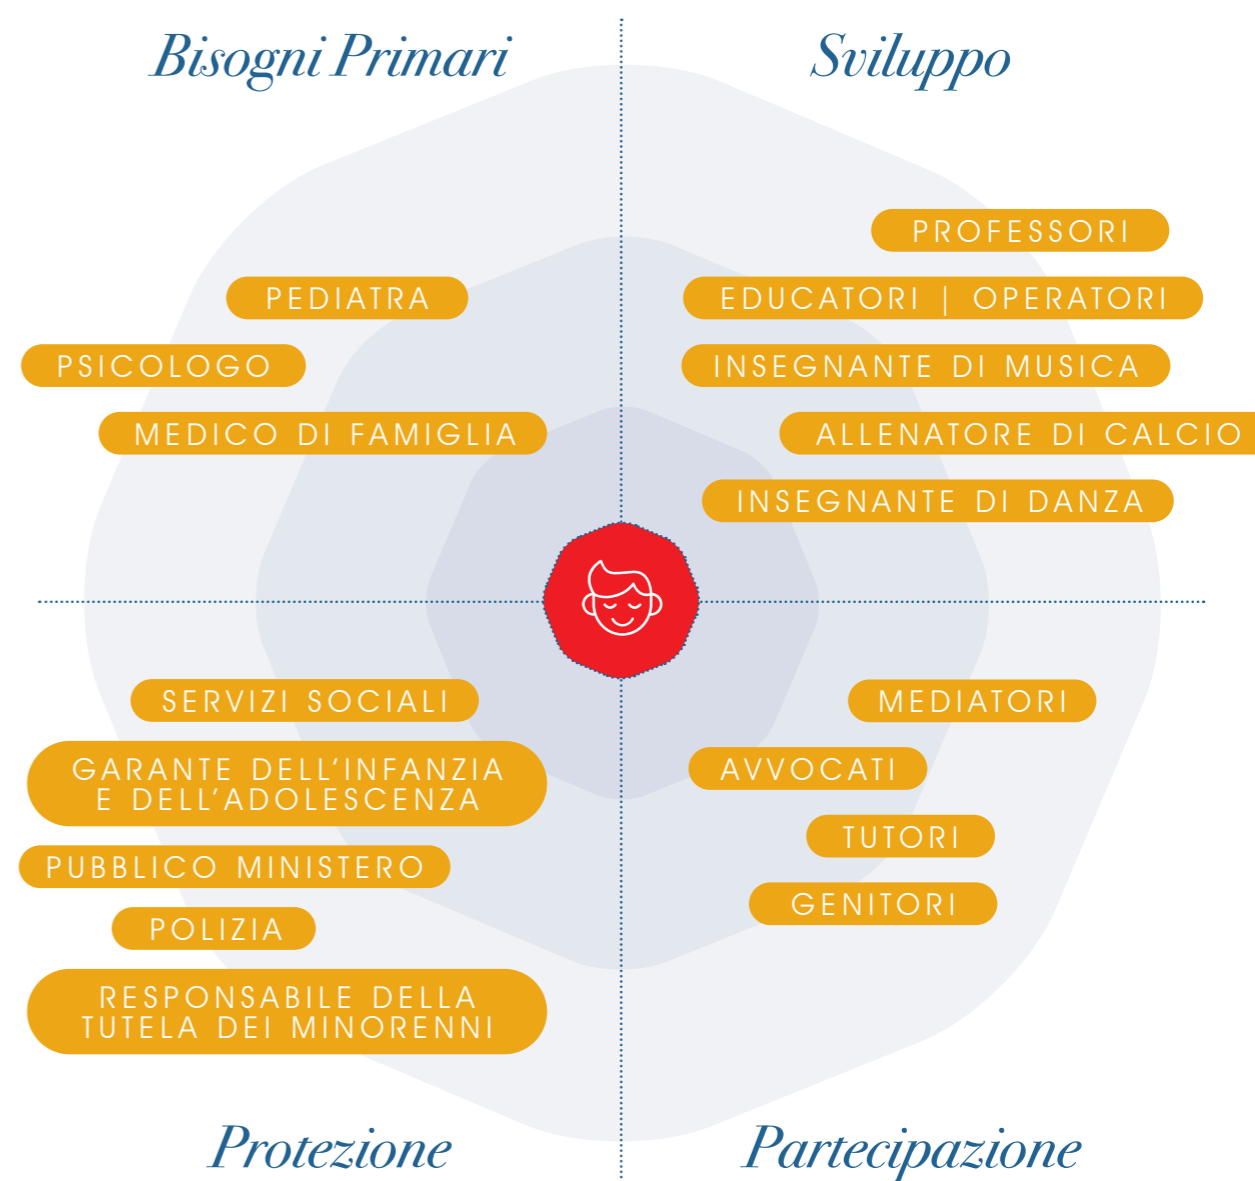 Bisogni Primari
Sviluppo
PROFESSORI
PEDIATRA
EDUCATORI | OPERATORI
PSICOLOGO
INSEGNANTE DI MUSICA
MEDICO DI FAMIGLIA
ALLENATORE DI CALCIO
INSEGNANTE DI DANZA
SERVIZI SOCIALI
MEDIATORI
GARANTE DELL'INFANZIA
E DELL'ADOLESCENZA
AVVOCATI
TUTORI
PUBBLICO MINISTERO
GENITORI
POLIZIA
RESPONSABILE DELLA
TUTELA DEI MINORENNI
Protezione
Partecipazione